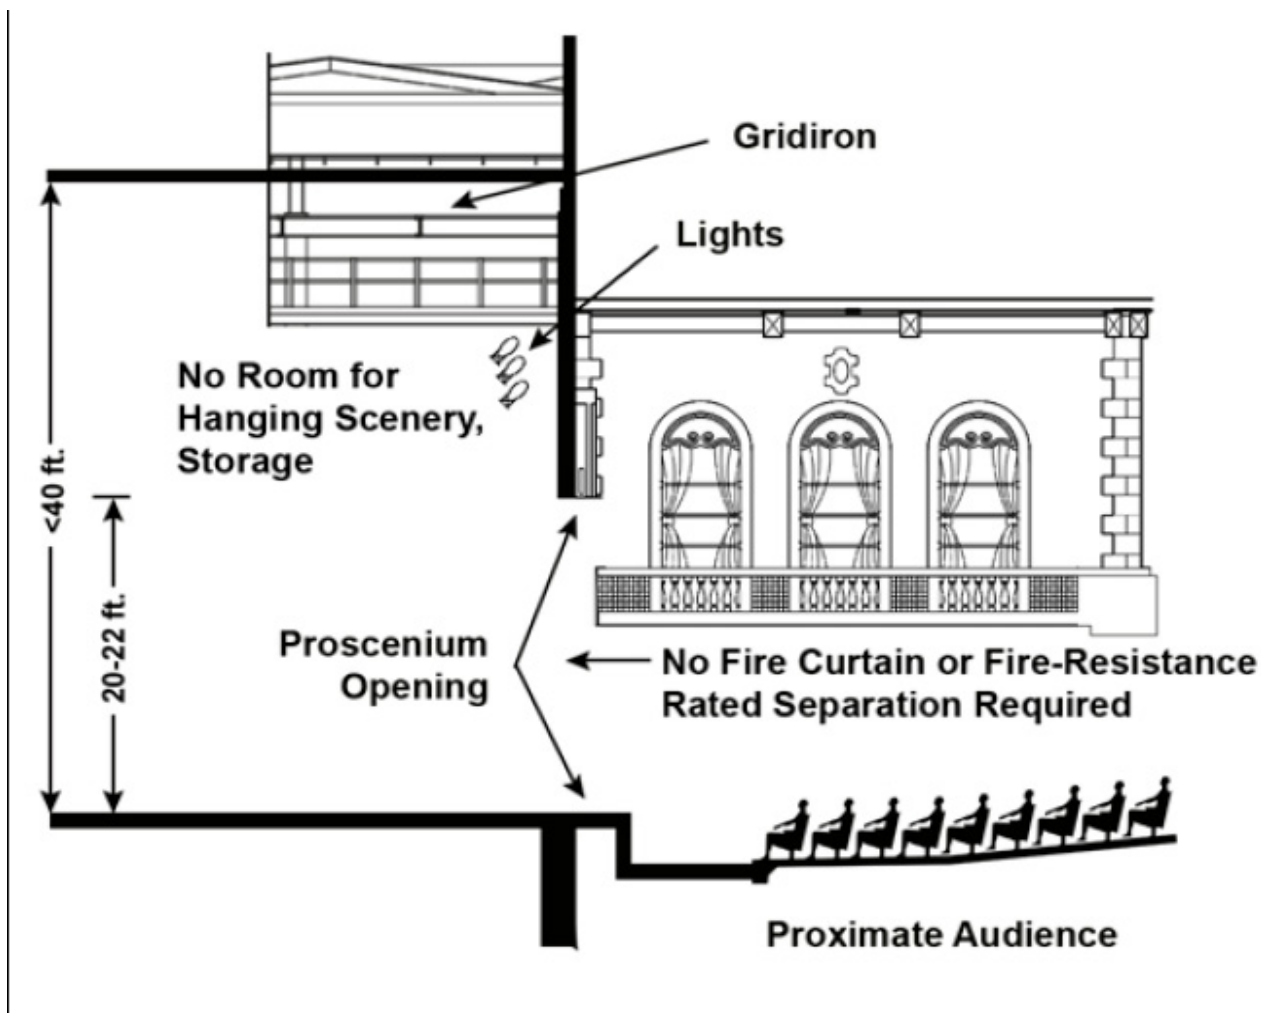 Gridiron
Lights
No Room for
Hanging Scenery,
Storage
<40 ft.
20-22 ft.
Proscenium
Opening
No Fire Curtain or Fire-Resistance
Rated Separation Required
Proximate Audience